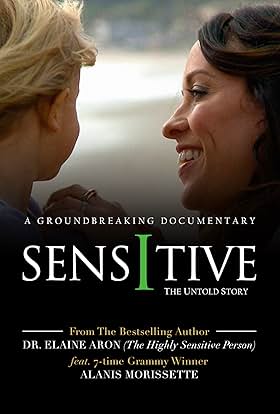 A GROUNDBREAKING DOCUMENTARY
SENSITIVE
THE UNTOLD STORY
From The Bestselling Author
DR. ELAINE ARON (The Highly Sensitive Person)
feat. 7-time Grammy Winner
ALANIS MORISSETTE